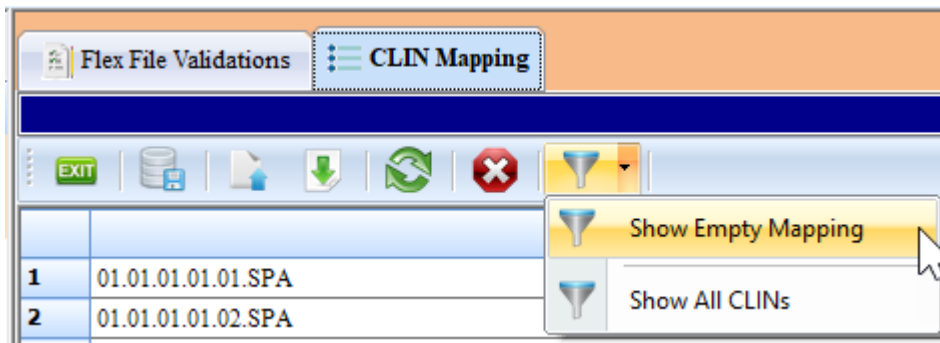 Flex File Validations
CLIN Mapping
EXIT
Show Empty Mapping
Show All CLINs
1 01.01.01.01.01.SPA
2 01.01.01.01.02.SPA